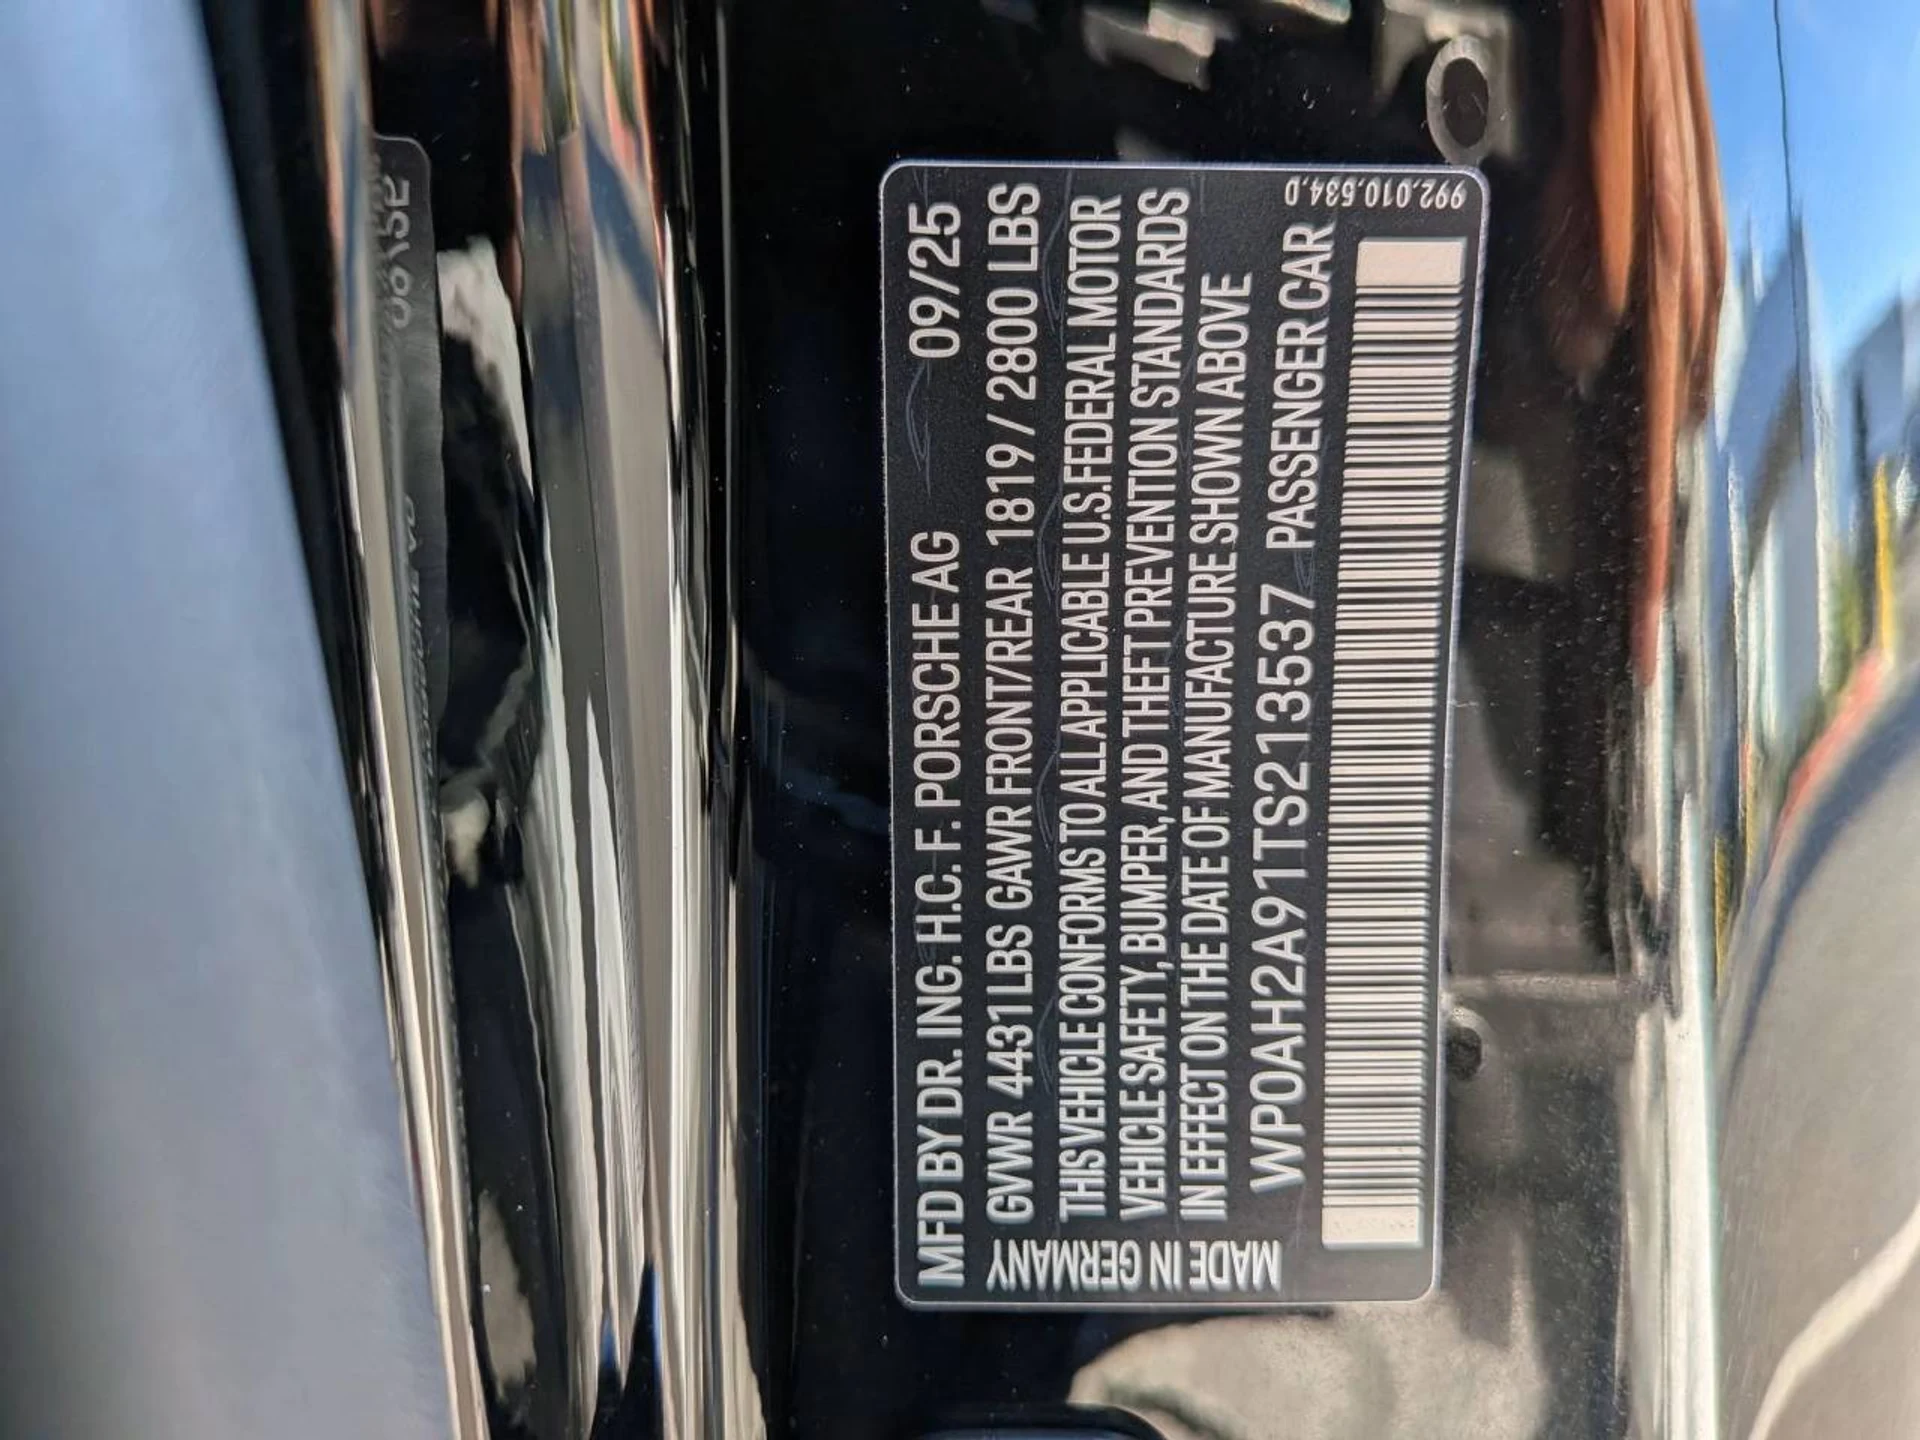 MFD BY DR. ING. H.C. F. PORSCHE AG 09/25
GVWR 4431 LBS GAWR FRONT/REAR 1819 / 2800 LBS
THIS VEHICLE CONFORMS TO ALL APPLICABLE U.S. FEDERAL MOTOR
VEHICLE SAFETY, BUMPER, AND THEFT PREVENTION STANDARDS
IN EFFECT ON THE DATE OF MANUFACTURE SHOWN ABOVE
WP0AH2A91TS213537 PASSENGER CAR
MADE IN GERMANY
992.010.534.D